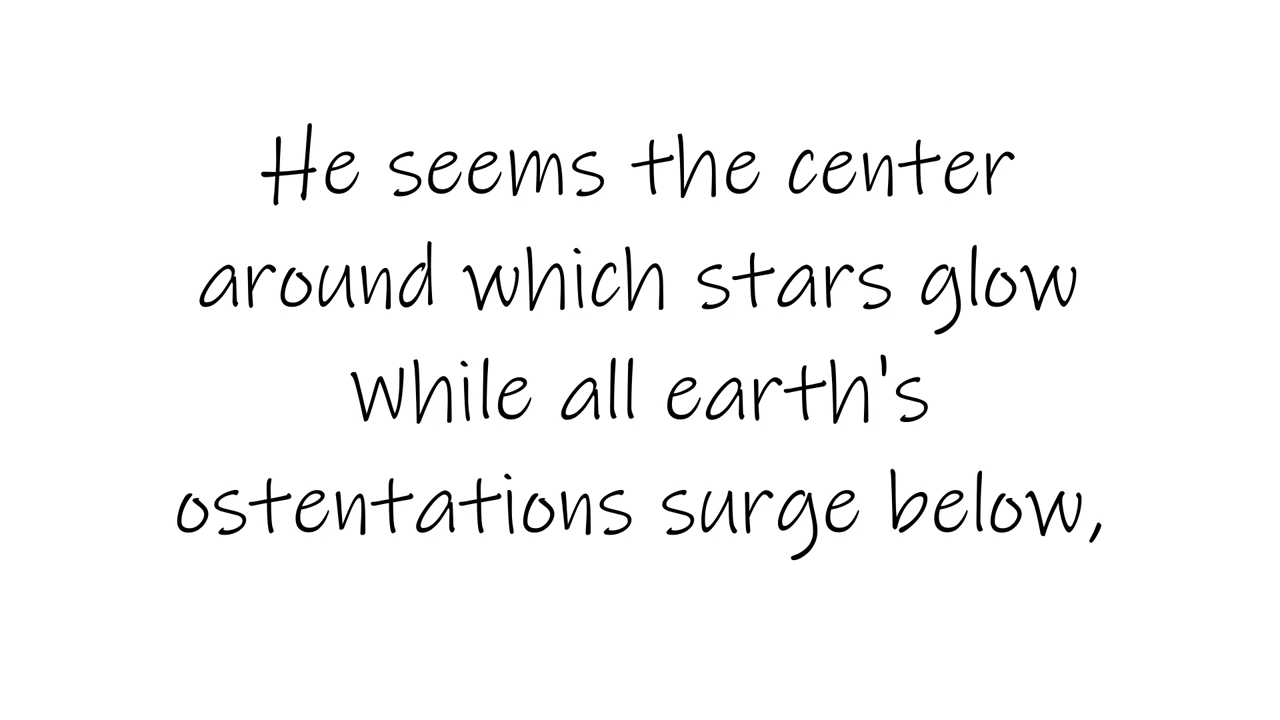 He seems the center
around which stars glow
While all earth's
ostentations surge below,